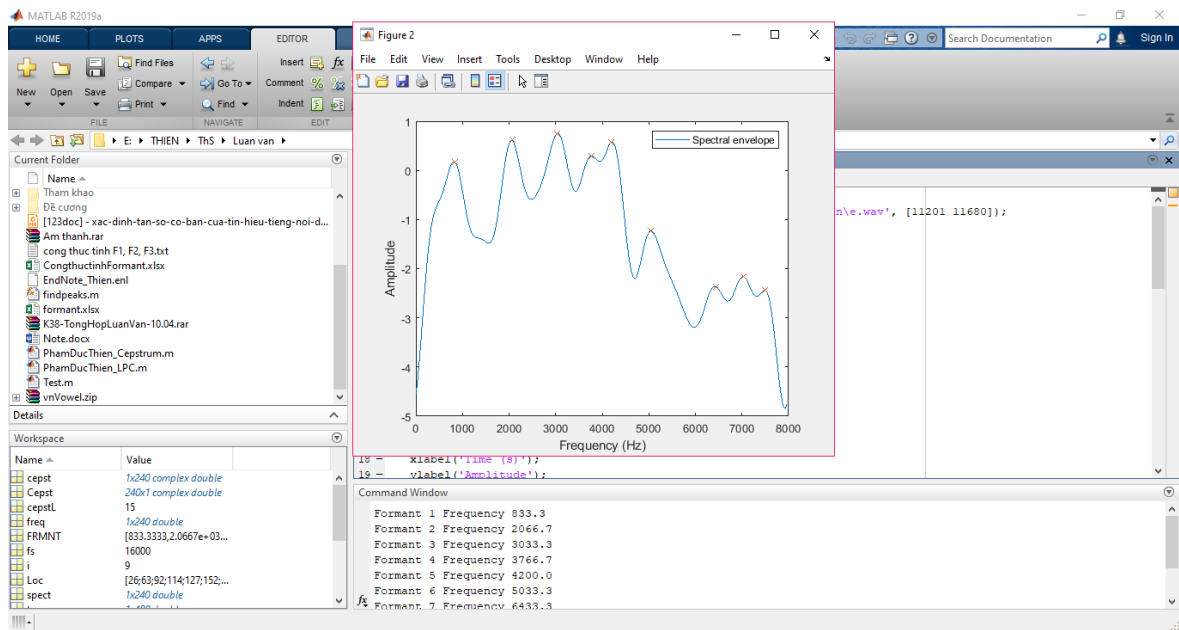 MATLAB R2019a
HOME PLOTS APPS EDITOR
Search Documentation
Sign In
New
Open
Save
Find Files
Compare
Print
FILE
Go To
Find
NAVIGATE
Insert fx
Comment
Indent
EDIT
E: THIEN ThS Luan van
Current Folder
Name
Tham khao
Đề cương
[123doc] - xac-dinh-tan-so-co-ban-cua-tin-hieu-tieng-noi-d...
Am thanh.rar
cong thuc tinh F1, F2, F3.txt
CongthuctinhFormant.xlsx
EndNote_Thien.enl
findpeaks.m
formant.xlsx
K38-TongHopLuanVan-10.04.rar
Note.docx
PhamDucThien_Cepstrum.m
PhamDucThien_LPC.m
Test.m
vnVowel.zip
Details
Workspace
Name Value
cepst 1x240 complex double
Cepst 240x1 complex double
cepstL 15
freq 1x240 double
FRMNT [833.3333,2.0667e+03...
fs 16000
i 9
Loc [26;63;92;114;127;152;...
spect 1x240 double
Figure 2
File Edit View Insert Tools Desktop Window Help
Spectral envelope
1
0
-1
-2
-3
-4
-5
Amplitude
0 1000 2000 3000 4000 5000 6000 7000 8000
Frequency (Hz)
n\e.wav', [11201 11680]);
18 - xlabel('Time (s)');
19 - ylabel('Amplitude');
Command Window
Formant 1 Frequency 833.3
Formant 2 Frequency 2066.7
Formant 3 Frequency 3033.3
Formant 4 Frequency 3766.7
Formant 5 Frequency 4200.0
Formant 6 Frequency 5033.3
Formant 7 Frequency 6433.3
fx